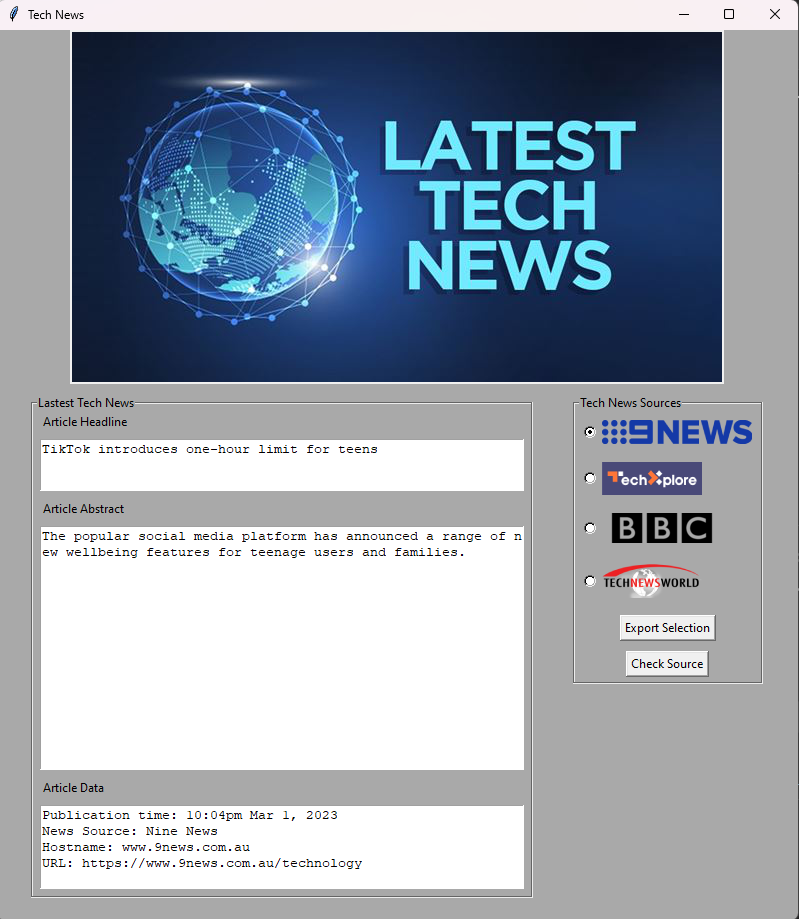 Tech News
LATEST
TECH
NEWS
Lastest Tech News
Article Headline
TikTok introduces one-hour limit for teens
Article Abstract
The popular social media platform has announced a range of n
ew wellbeing features for teenage users and families.
Article Data
Publication time: 10:04pm Mar 1, 2023
News Source: Nine News
Hostname: www.9news.com.au
URL: https://www.9news.com.au/technology
Tech News Sources
9NEWS
TechXplore
BBC
TECHNEWSWORLD
Export Selection
Check Source